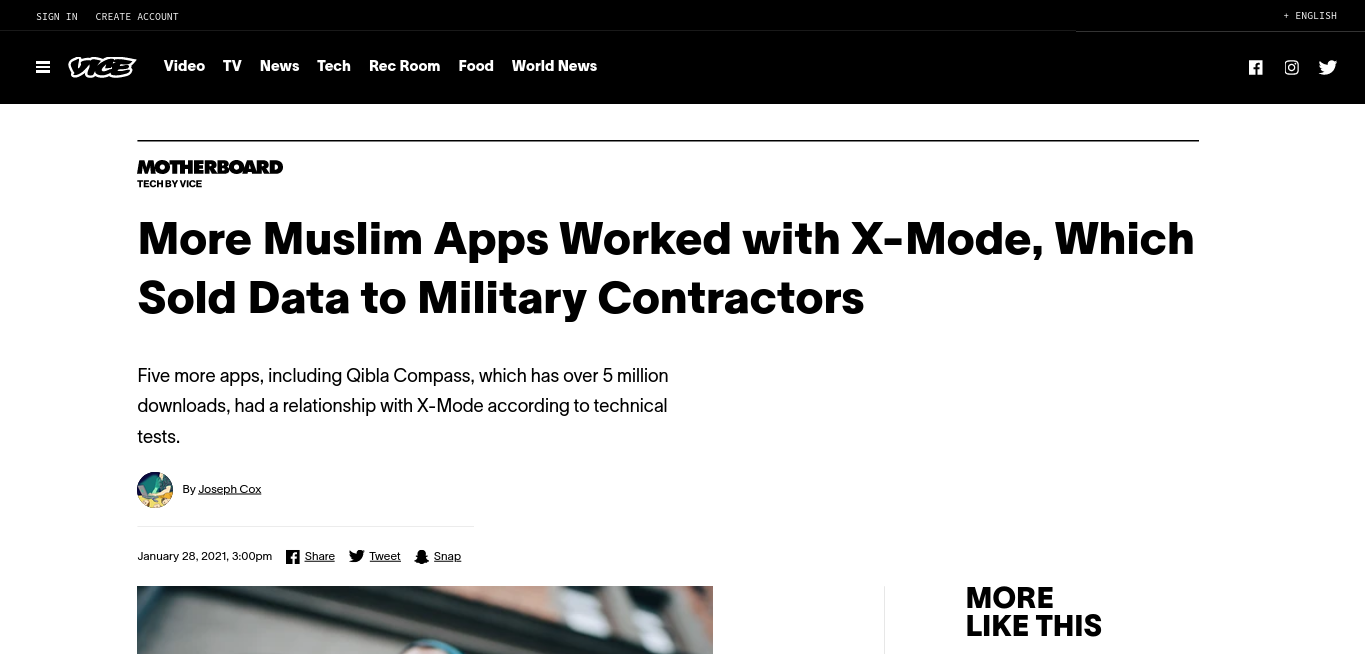 SIGN IN CREATE ACCOUNT + ENGLISH
VICE Video TV News Tech Rec Room Food World News
MOTHERBOARD
TECH BY VICE
More Muslim Apps Worked with X-Mode, Which
Sold Data to Military Contractors
Five more apps, including Qibla Compass, which has over 5 million
downloads, had a relationship with X-Mode according to technical
tests.
By Joseph Cox
January 28, 2021, 3:00pm Share Tweet Snap
MORE
LIKE THIS